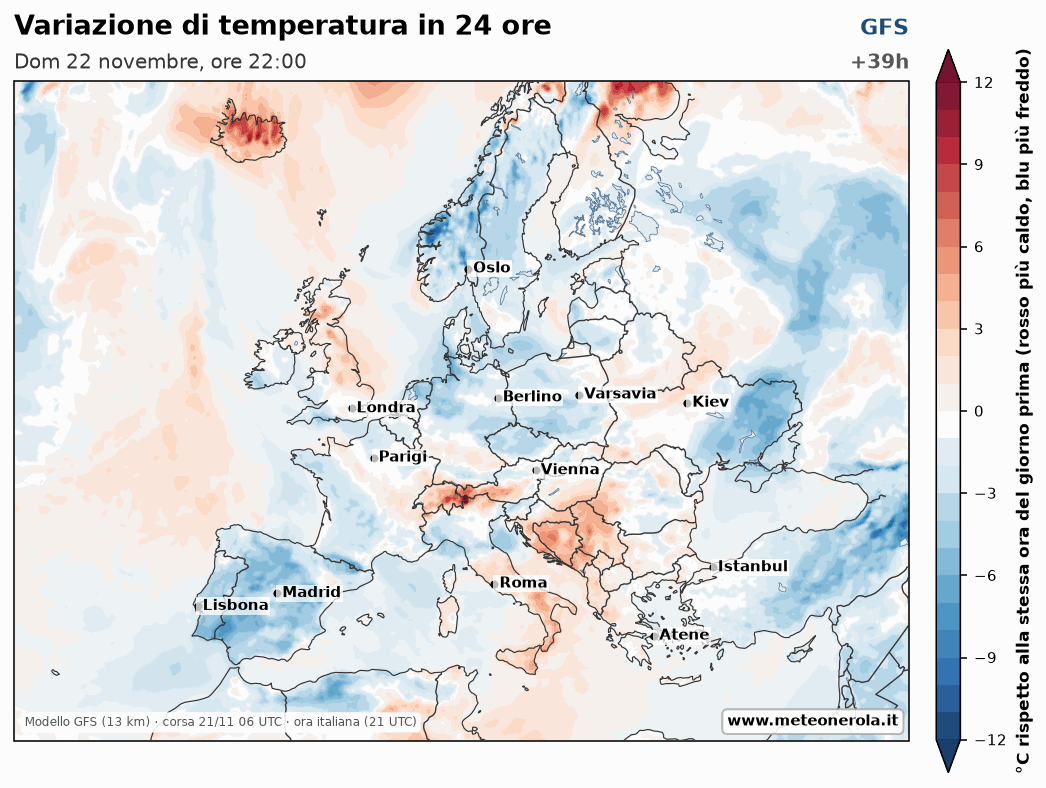 Variazione di temperatura in 24 ore
GFS
Dom 22 novembre, ore 22:00
+39h
Oslo
Londra
Berlino
Varsavia
Kiev
Parigi
Vienna
Istanbul
Roma
Madrid
Lisbona
Atene
Modello GFS (13 km) · corsa 21/11 06 UTC · ora italiana (21 UTC)
www.meteonerola.it
12
9
6
3
0
−3
−6
−9
−12
°C rispetto alla stessa ora del giorno prima (rosso più caldo, blu più freddo)